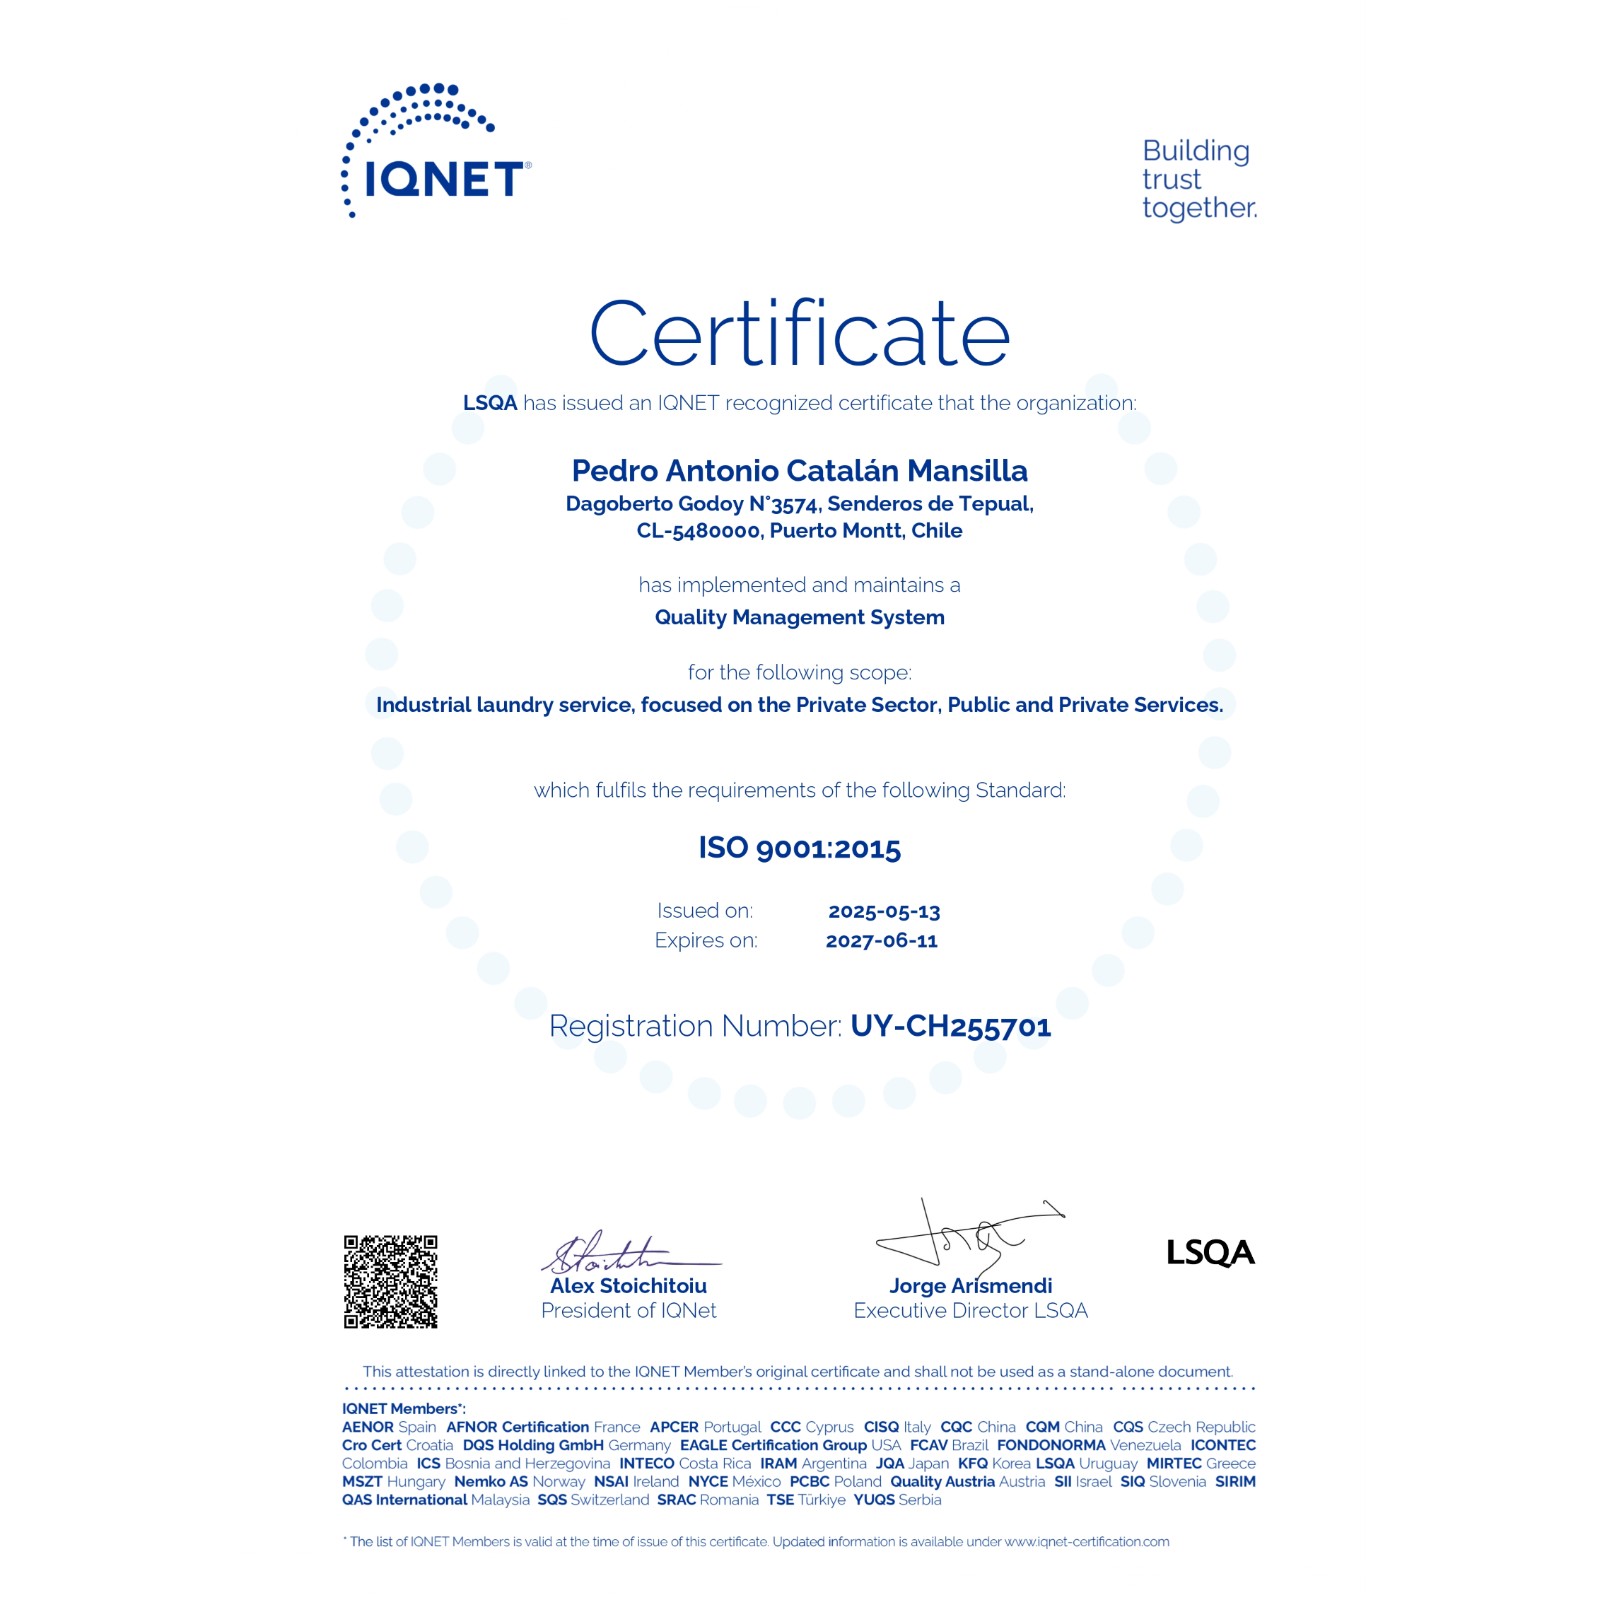 IQNET®
Building
trust
together.
Certificate
LSQA has issued an IQNET recognized certificate that the organization:
Pedro Antonio Catalán Mansilla
Dagoberto Godoy N°3574, Senderos de Tepual,
CL-5480000, Puerto Montt, Chile
has implemented and maintains a
Quality Management System
for the following scope:
Industrial laundry service, focused on the Private Sector, Public and Private Services.
which fulfils the requirements of the following Standard:
ISO 9001:2015
Issued on: 2025-05-13
Expires on: 2027-06-11
Registration Number: UY-CH255701
Alex Stoichitoiu
President of IQNet
Jorge Arismendi
Executive Director LSQA
LSQA
This attestation is directly linked to the IQNET Member's original certificate and shall not be used as a stand-alone document.
IQNET Members*:
AENOR Spain AFNOR Certification France APCER Portugal CCC Cyprus CISQ Italy CQC China CQM China CQS Czech Republic
Cro Cert Croatia DQS Holding GmbH Germany EAGLE Certification Group USA FCAV Brazil FONDONORMA Venezuela ICONTEC
Colombia ICS Bosnia and Herzegovina INTECO Costa Rica IRAM Argentina JQA Japan KFQ Korea LSQA Uruguay MIRTEC Greece
MSZT Hungary Nemko AS Norway NSAI Ireland NYCE México PCBC Poland Quality Austria Austria SII Israel SIQ Slovenia SIRIM
QAS International Malaysia SQS Switzerland SRAC Romania TSE Türkiye YUQS Serbia
* The list of IQNET Members is valid at the time of issue of this certificate. Updated information is available under www.iqnet-certification.com